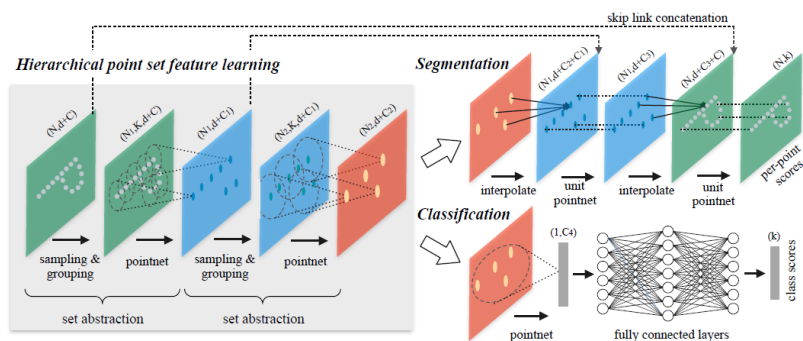 skip link concatenation
Hierarchical point set feature learning
Segmentation
(N,d+C)
(N1,K,d+C)
(N1,d+C1)
(N2,K,d+C1)
(N2,d+C2)
sampling &
grouping
pointnet
sampling &
grouping
pointnet
set abstraction
set abstraction
(N1,d+C2+C1)
(N1,d+C3)
(N,d+C3+C)
(N,k)
interpolate
unit
pointnet
interpolate
unit
pointnet
per-point
scores
Classification
(1,C4)
(k)
class scores
pointnet
fully connected layers